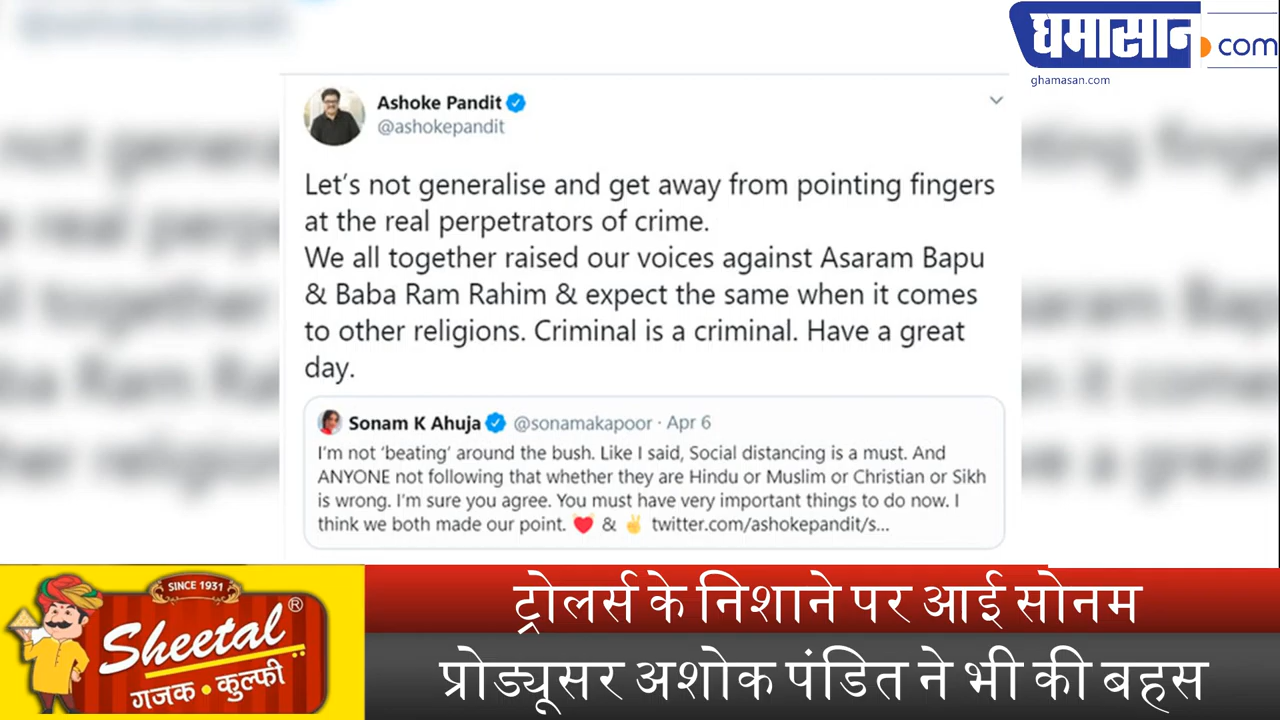 घमासान.com
ghamasan.com
Ashoke Pandit
@ashokepandit
Let's not generalise and get away from pointing fingers
at the real perpetrators of crime.
We all together raised our voices against Asaram Bapu
& Baba Ram Rahim & expect the same when it comes
to other religions. Criminal is a criminal. Have a great
day.
Sonam K Ahuja @sonamakapoor · Apr 6
I'm not 'beating' around the bush. Like I said, Social distancing is a must. And
ANYONE not following that whether they are Hindu or Muslim or Christian or Sikh
is wrong. I'm sure you agree. You must have very important things to do now. I
think we both made our point. ❤️ & ✌️ twitter.com/ashokepandit/s...
SINCE 1931
Sheetal®
गजक • कुल्फी
ट्रोलर्स के निशाने पर आई सोनम
प्रोड्यूसर अशोक पंडित ने भी की बहस